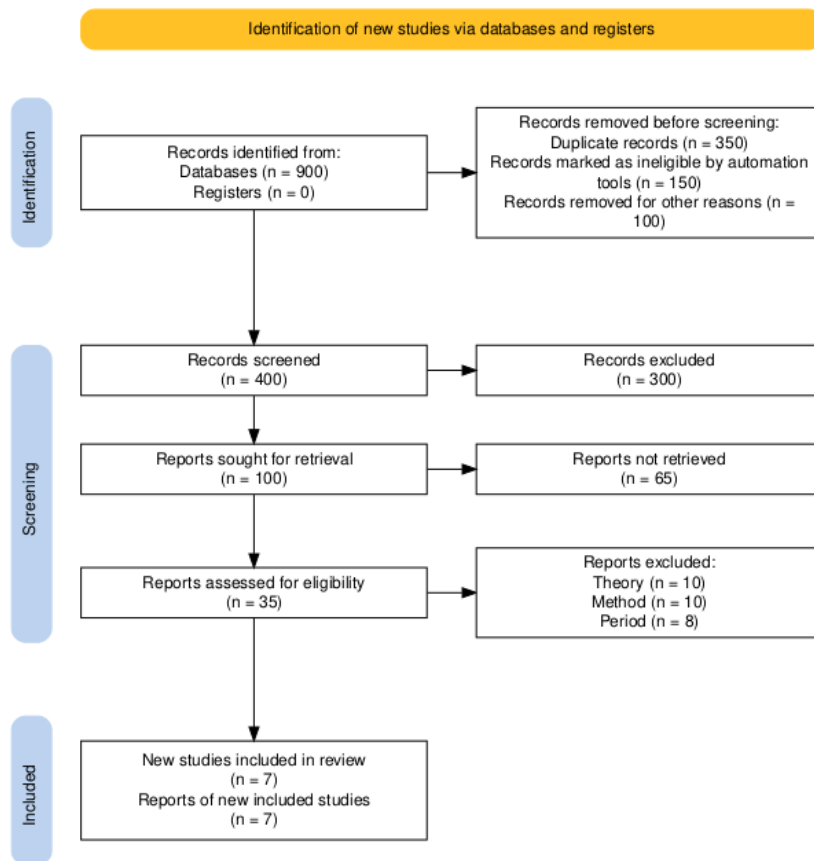 Identification of new studies via databases and registers
Identification
Records identified from:
Databases (n = 900)
Registers (n = 0)
Records removed before screening:
Duplicate records (n = 350)
Records marked as ineligible by automation
tools (n = 150)
Records removed for other reasons (n =
100)
Screening
Records screened
(n = 400)
Records excluded
(n = 300)
Reports sought for retrieval
(n = 100)
Reports not retrieved
(n = 65)
Reports assessed for eligibility
(n = 35)
Reports excluded:
Theory (n = 10)
Method (n = 10)
Period (n = 8)
Included
New studies included in review
(n = 7)
Reports of new included studies
(n = 7)